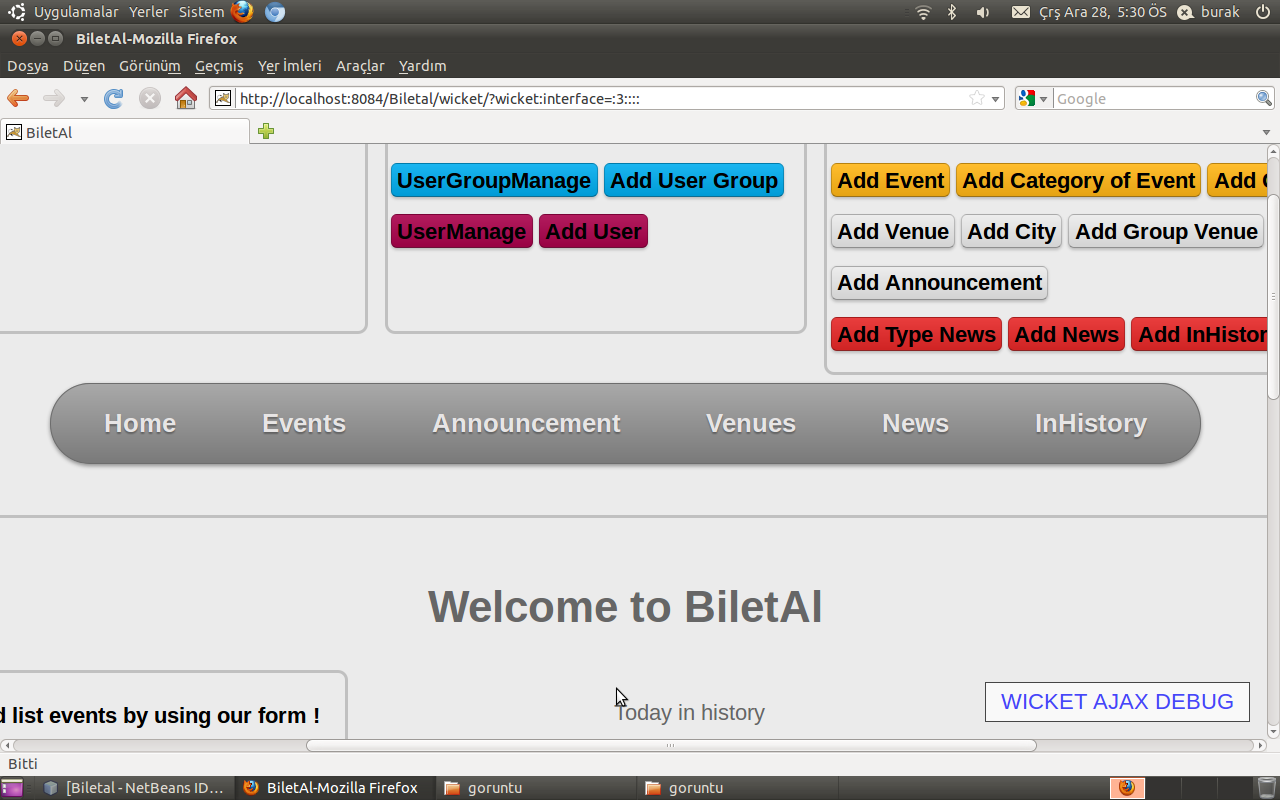 Uygulamalar Yerler Sistem Çrş Ara 28, 5:30 ÖS burak
BiletAl-Mozilla Firefox
Dosya Düzen Görünüm Geçmiş Yer İmleri Araçlar Yardım
http://localhost:8084/Biletal/wicket/?wicket:interface=:3:::: Google
BiletAl
UserGroupManage Add User Group Add Event Add Category of Event Add
UserManage Add User Add Venue Add City Add Group Venue
Add Announcement
Add Type News Add News Add InHistor
Home Events Announcement Venues News InHistory
Welcome to BiletAl
d list events by using our form ! Today in history WICKET AJAX DEBUG
Bitti
[Biletal - NetBeans ID... BiletAl-Mozilla Firefox goruntu goruntu